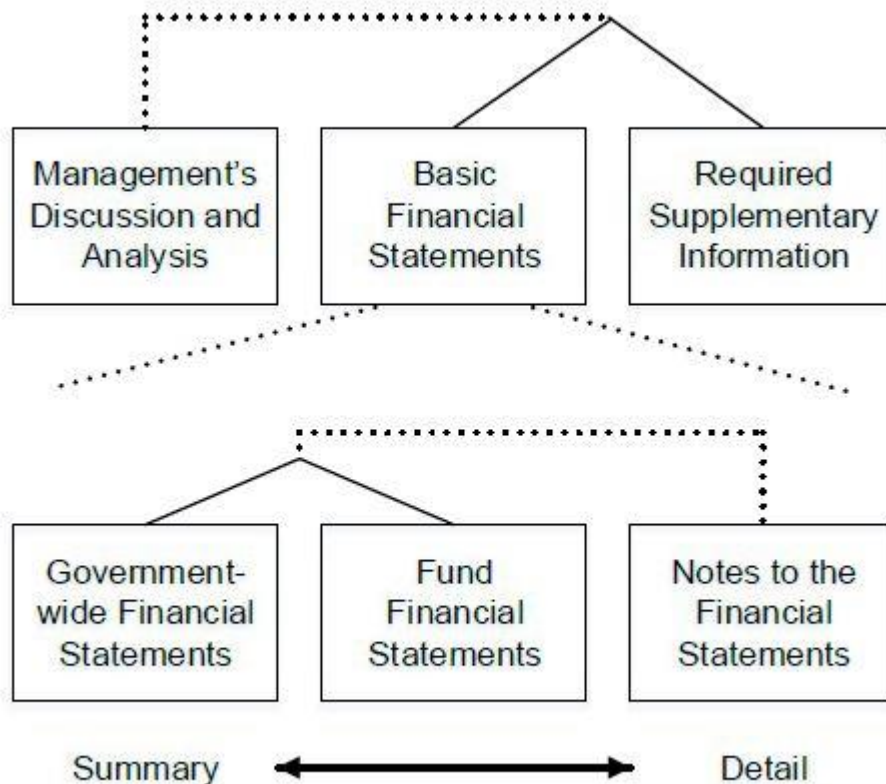 Management's
Discussion and
Analysis
Basic
Financial
Statements
Required
Supplementary
Information
Government-
wide Financial
Statements
Fund
Financial
Statements
Notes to the
Financial
Statements
Summary
Detail